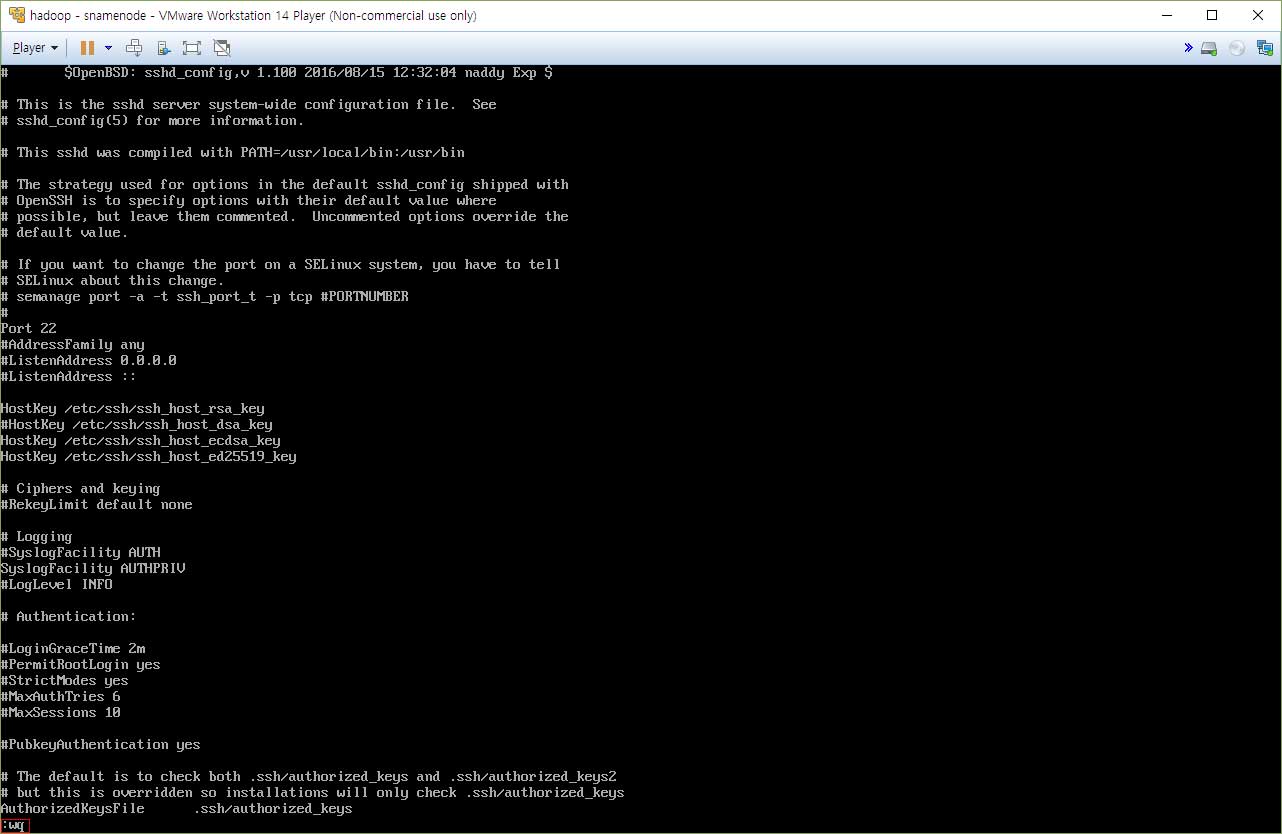 hadoop - snamenode - VMware Workstation 14 Player (Non-commercial use only)
Player
#       $OpenBSD: sshd_config,v 1.100 2016/08/15 12:32:04 naddy Exp $
# This is the sshd server system-wide configuration file.  See
# sshd_config(5) for more information.
# This sshd was compiled with PATH=/usr/local/bin:/usr/bin
# The strategy used for options in the default sshd_config shipped with
# OpenSSH is to specify options with their default value where
# possible, but leave them commented.  Uncommented options override the
# default value.
# If you want to change the port on a SELinux system, you have to tell
# SELinux about this change.
# semanage port -a -t ssh_port_t -p tcp #PORTNUMBER
#
Port 22
#AddressFamily any
#ListenAddress 0.0.0.0
#ListenAddress ::
HostKey /etc/ssh/ssh_host_rsa_key
#HostKey /etc/ssh/ssh_host_dsa_key
HostKey /etc/ssh/ssh_host_ecdsa_key
HostKey /etc/ssh/ssh_host_ed25519_key
# Ciphers and keying
#RekeyLimit default none
# Logging
#SyslogFacility AUTH
SyslogFacility AUTHPRIV
#LogLevel INFO
# Authentication:
#LoginGraceTime 2m
#PermitRootLogin yes
#StrictModes yes
#MaxAuthTries 6
#MaxSessions 10
#PubkeyAuthentication yes
# The default is to check both .ssh/authorized_keys and .ssh/authorized_keys2
# but this is overridden so installations will only check .ssh/authorized_keys
AuthorizedKeysFile      .ssh/authorized_keys
:wq